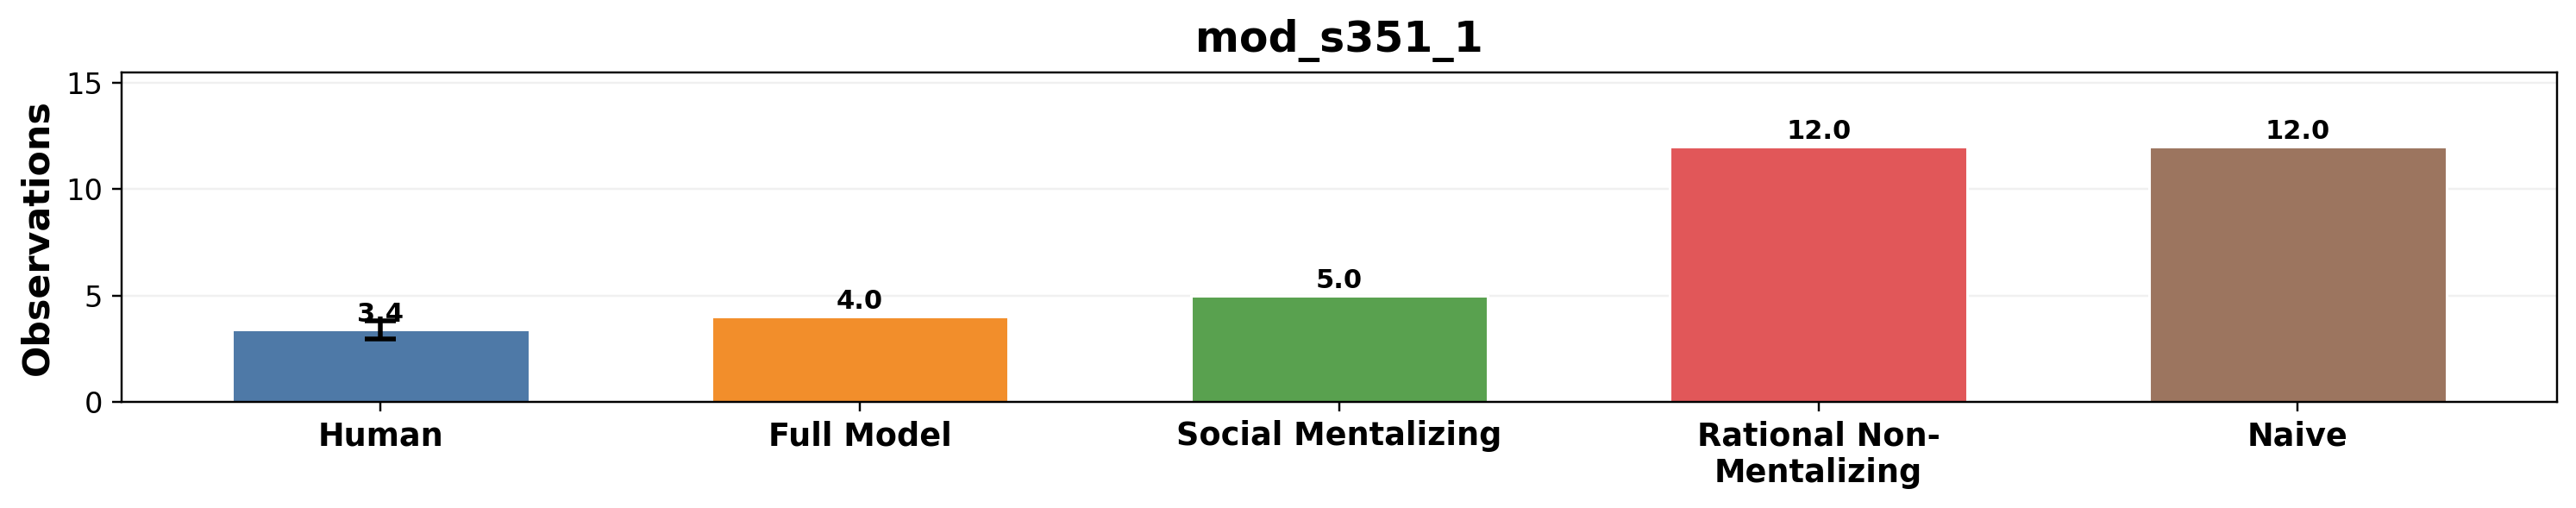 mod_s351_1
Observations
15
10
5
0
3.4
4.0
5.0
12.0
12.0
Human
Full Model
Social Mentalizing
Rational Non-
Mentalizing
Naive